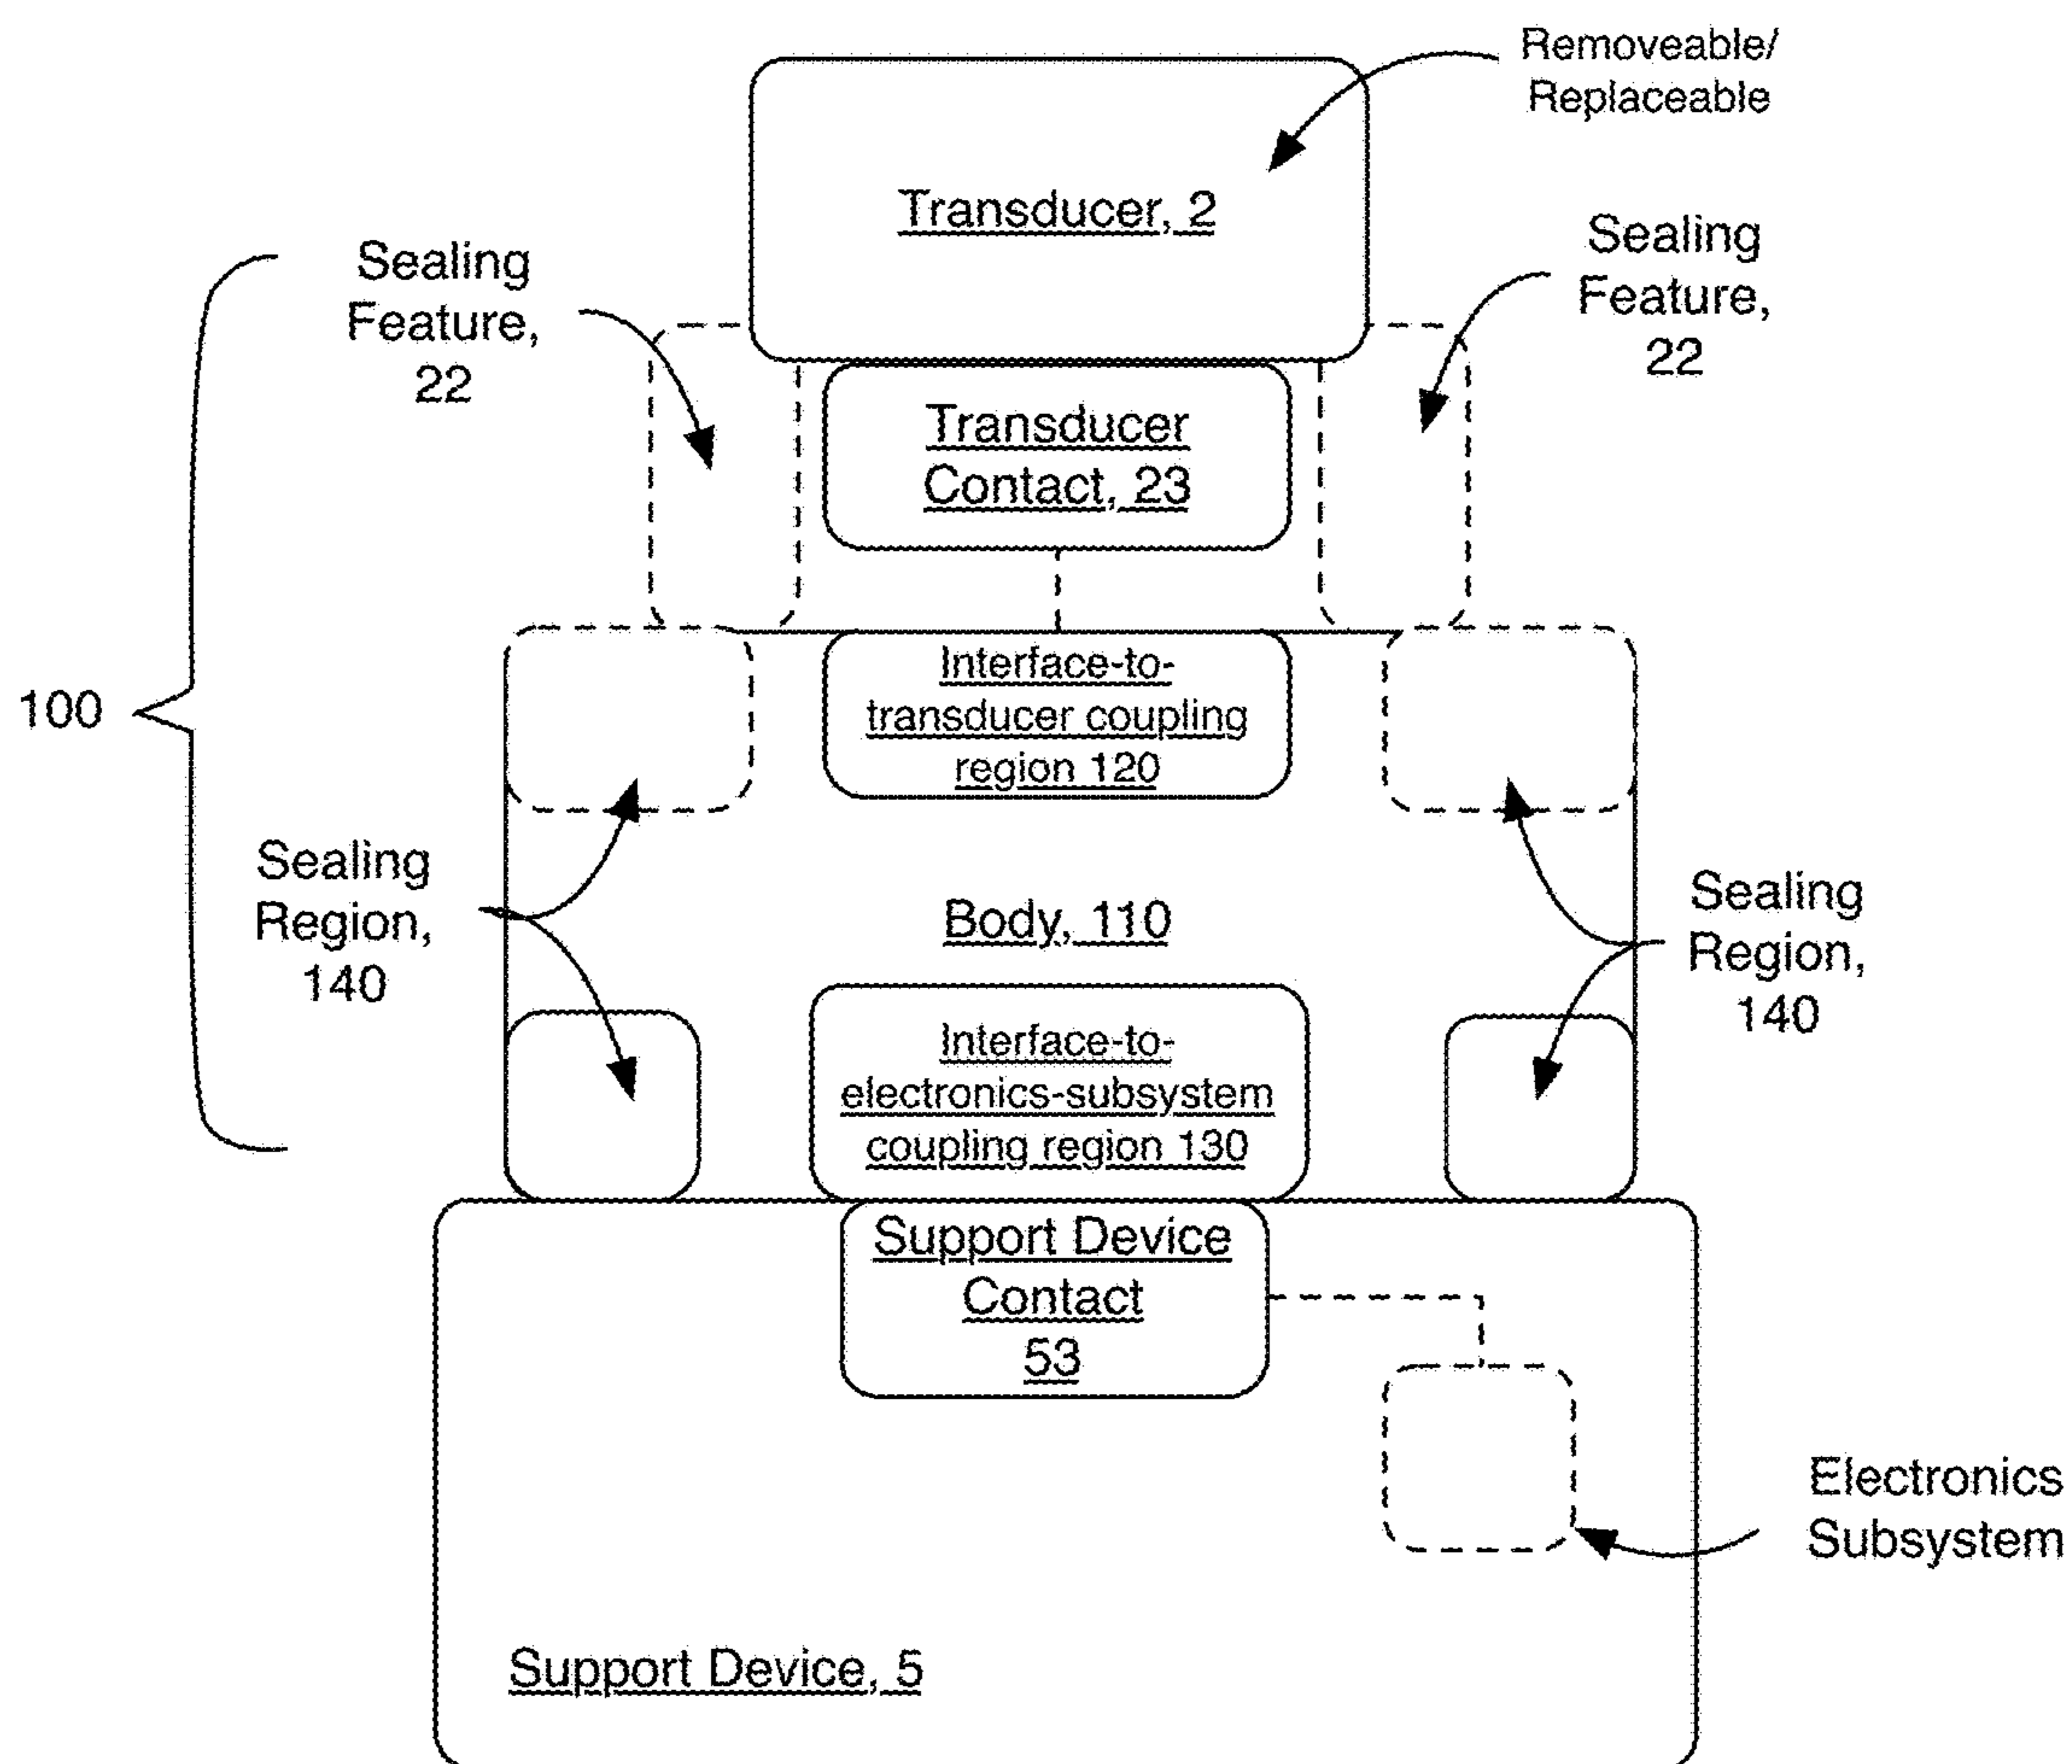 Removeable/
Replaceable
Transducer, 2
Sealing
Feature,
22
Sealing
Feature,
22
Transducer
Contact, 23
100
Interface-to-
transducer coupling
region 120
Sealing
Region,
140
Body, 110
Sealing
Region,
140
Interface-to-
electronics-subsystem
coupling region 130
Support Device
Contact
53
Electronics
Subsystem
Support Device, 5